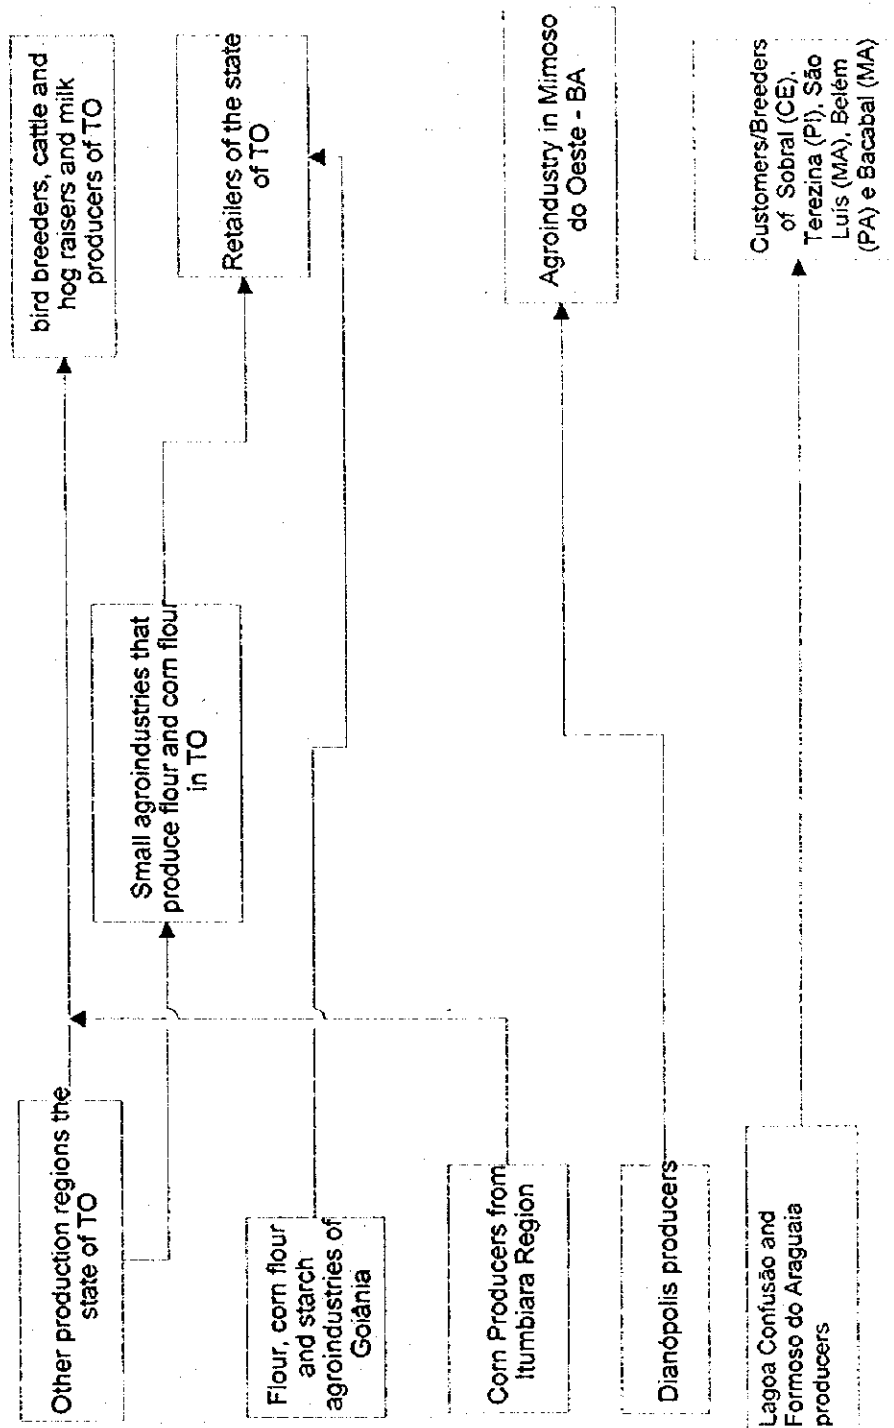 Other production regions the
state of TO
Flour, corn flour
and starch
agroindustries of
Goiânia
Corn Producers from
Itumbiara Region
Dianópolis producers
Lagoa Confusão and
Formoso do Araguaia
producers
Small agroindustries that
produce flour and corn flour
in TO
bird breeders, cattle and
hog raisers and milk
producers of TO
Retailers of the state
of TO
Agroindustry in Mimoso
do Oeste - BA
Customers/Breeders
of Sobral (CE),
Terezina (PI), São
Luís (MA), Belém
(PA) e Bacabal (MA)